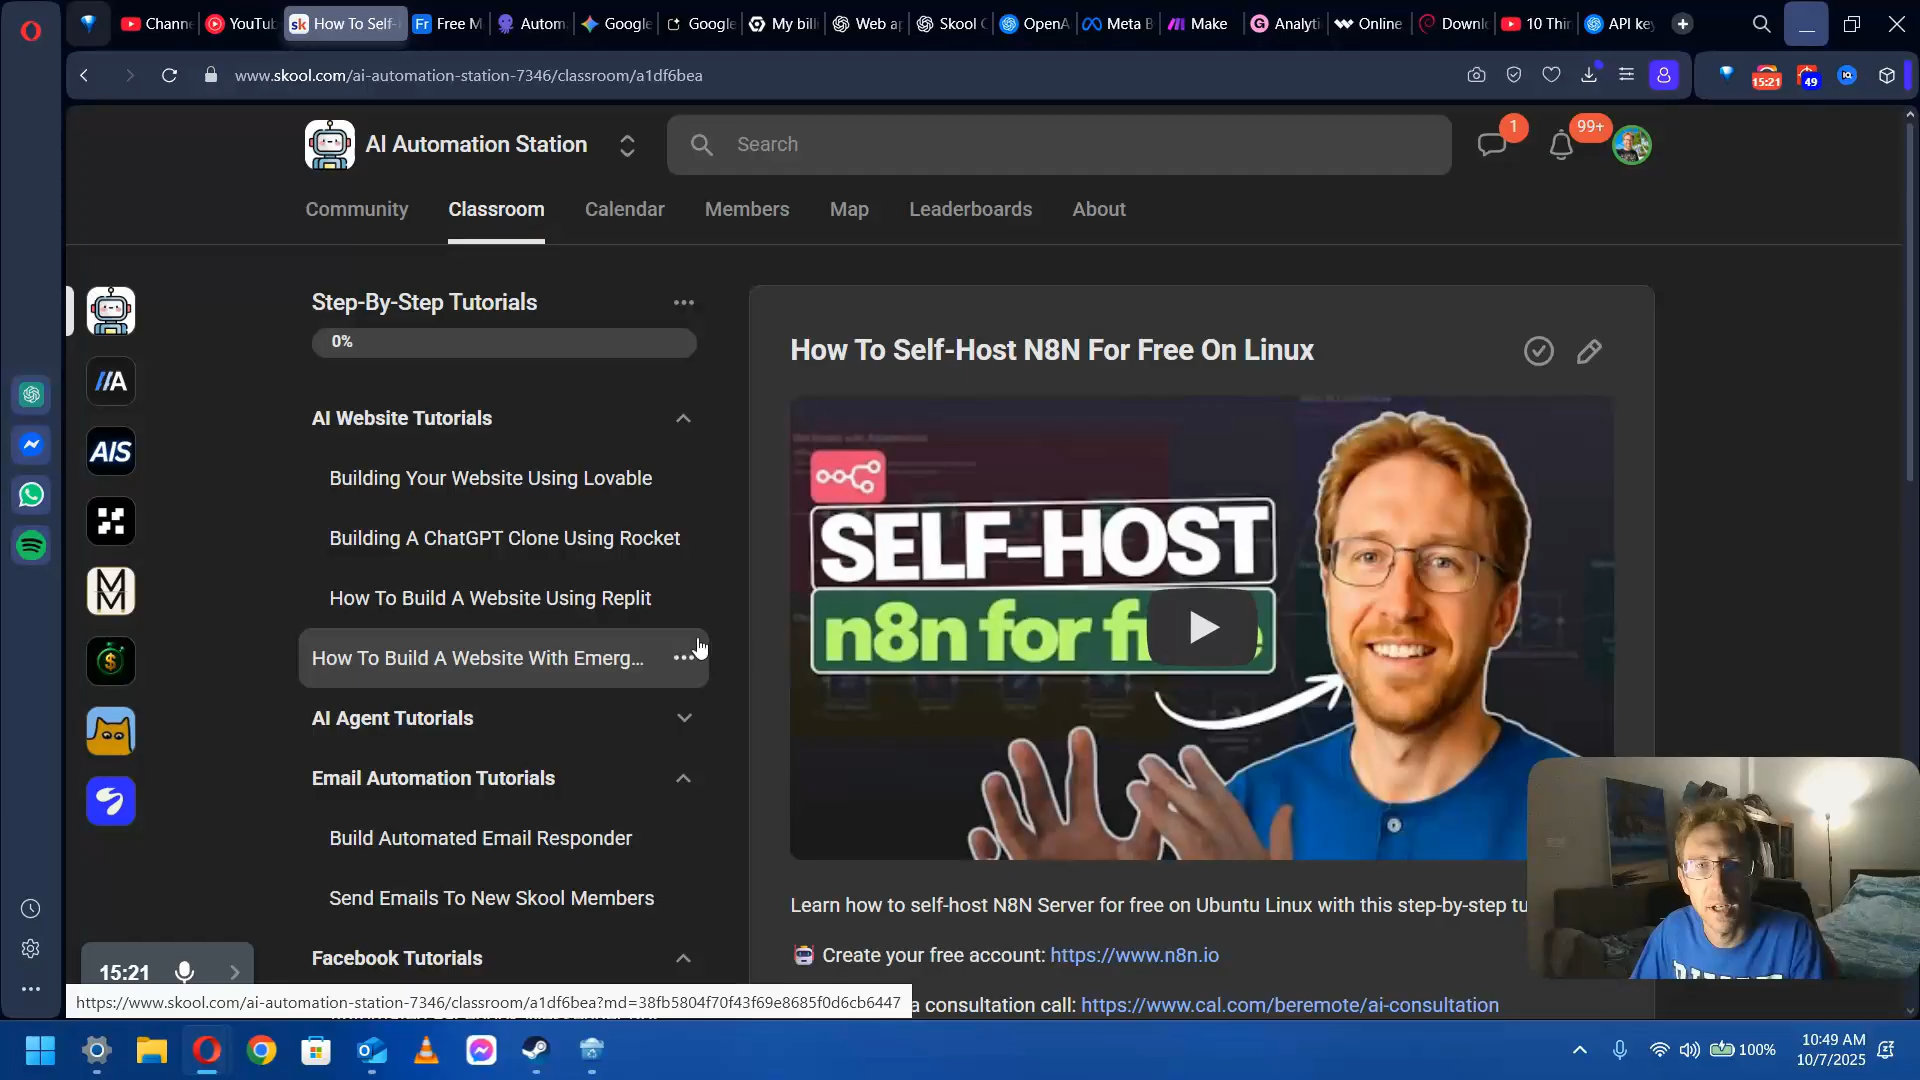 Channe
YouTub
How To Self-
Free M
Autom
Google
Google
My billi
Web ap
Skool C
OpenA
Meta B
Make
Analyti
Online
Downl
10 Thin
API key
www.skool.com/ai-automation-station-7346/classroom/a1df6bea
15:21
49
AI Automation Station
Search
1
99+
Community
Classroom
Calendar
Members
Map
Leaderboards
About
Step-By-Step Tutorials
0%
AI Website Tutorials
Building Your Website Using Lovable
Building A ChatGPT Clone Using Rocket
How To Build A Website Using Replit
How To Build A Website With Emerg...
AI Agent Tutorials
Email Automation Tutorials
Build Automated Email Responder
Send Emails To New Skool Members
Facebook Tutorials
AIS
How To Self-Host N8N For Free On Linux
SELF-HOST
n8n for
Learn how to self-host N8N Server for free on Ubuntu Linux with this step-by-step tu
Create your free account: https://www.n8n.io
a consultation call: https://www.cal.com/beremote/ai-consultation
15:21
https://www.skool.com/ai-automation-station-7346/classroom/a1df6bea?md=38fb5804f70f43f69e8685f0d6cb6447
100%
10:49 AM
10/7/2025